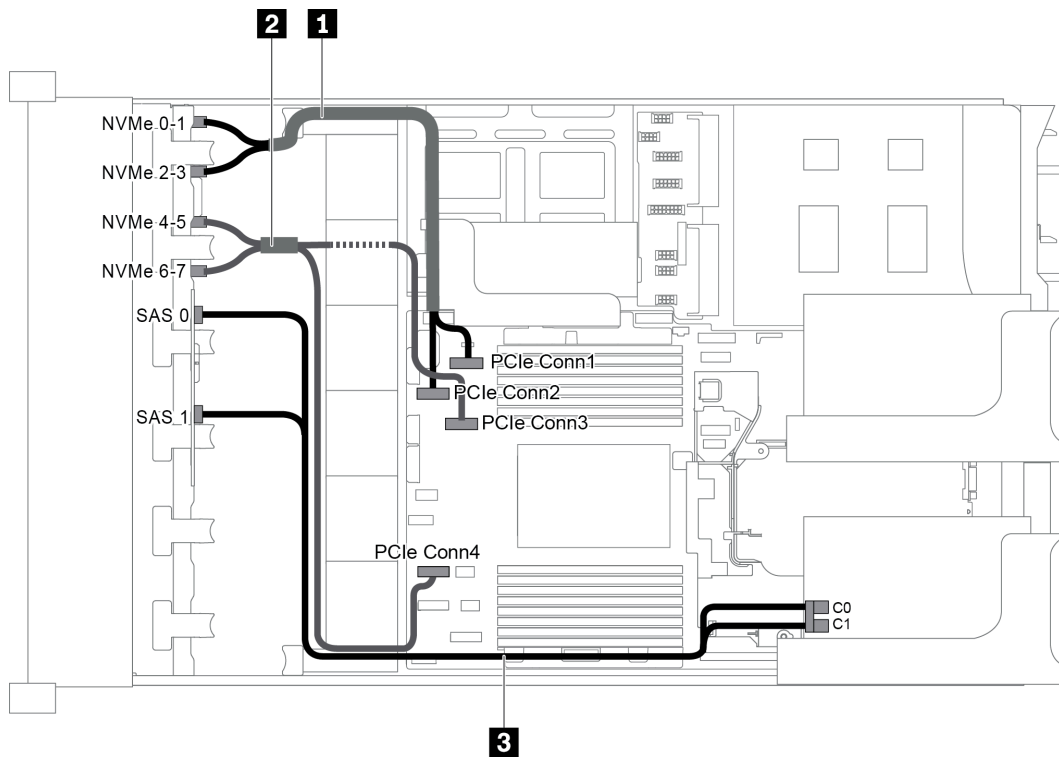 2
1
NVMe 0-1
NVMe 2-3
NVMe 4-5
NVMe 6-7
SAS 0
PCIe Conn1
PCIe Conn2
SAS 1
PCIe Conn3
PCIe Conn4
C0
C1
3